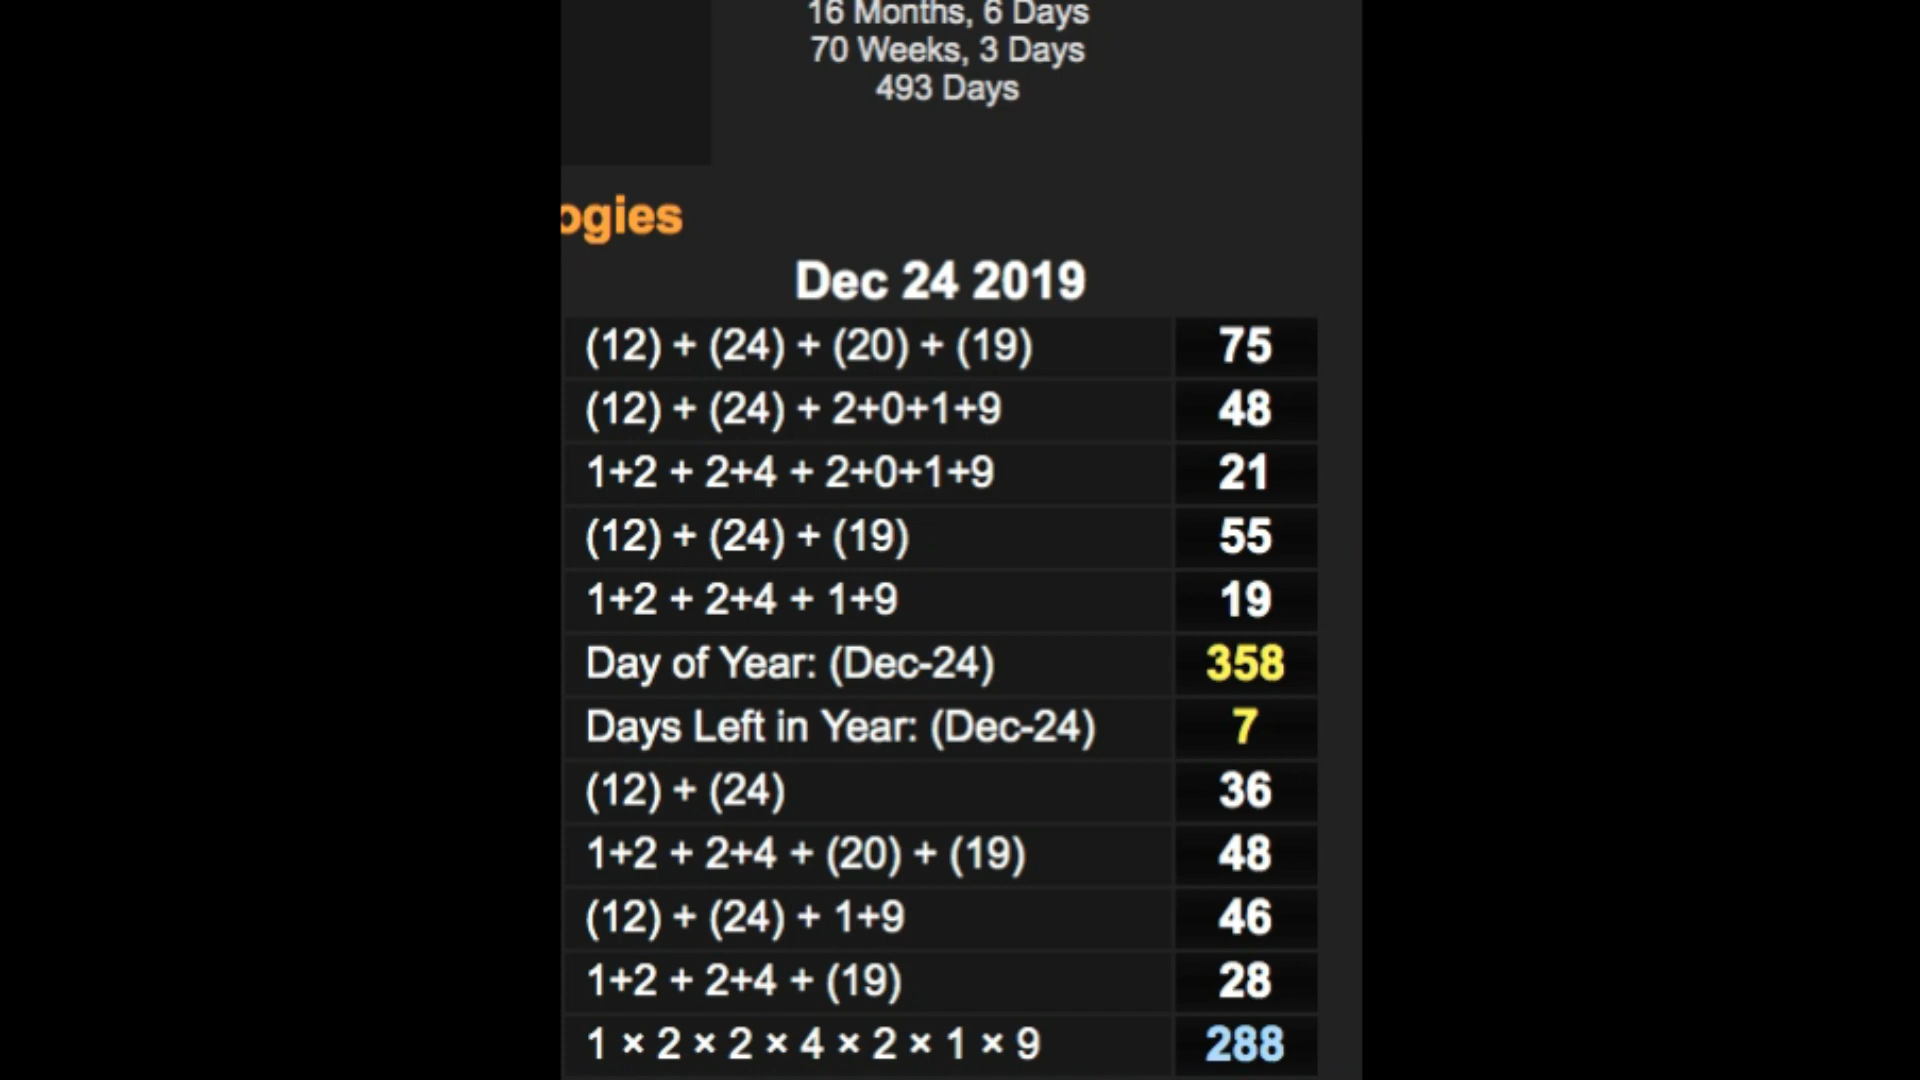 16 Months, 6 Days
70 Weeks, 3 Days
493 Days
ogies
Dec 24 2019
(12) + (24) + (20) + (19) 75
(12) + (24) + 2+0+1+9 48
1+2 + 2+4 + 2+0+1+9 21
(12) + (24) + (19) 55
1+2 + 2+4 + 1+9 19
Day of Year: (Dec-24) 358
Days Left in Year: (Dec-24) 7
(12) + (24) 36
1+2 + 2+4 + (20) + (19) 48
(12) + (24) + 1+9 46
1+2 + 2+4 + (19) 28
1 × 2 × 2 × 4 × 2 × 1 × 9 288